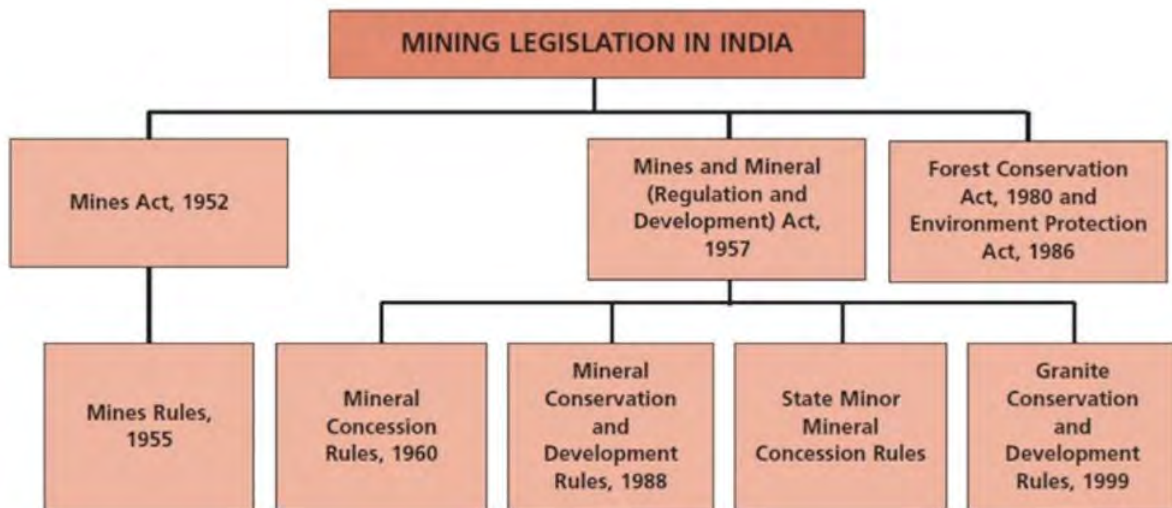 MINING LEGISLATION IN INDIA
Mines Act, 1952
Mines and Mineral
(Regulation and
Development) Act,
1957
Forest Conservation
Act, 1980 and
Environment Protection
Act, 1986
Mines Rules,
1955
Mineral
Concession
Rules, 1960
Mineral
Conservation
and
Development
Rules, 1988
State Minor
Mineral
Concession Rules
Granite
Conservation
and
Development
Rules, 1999